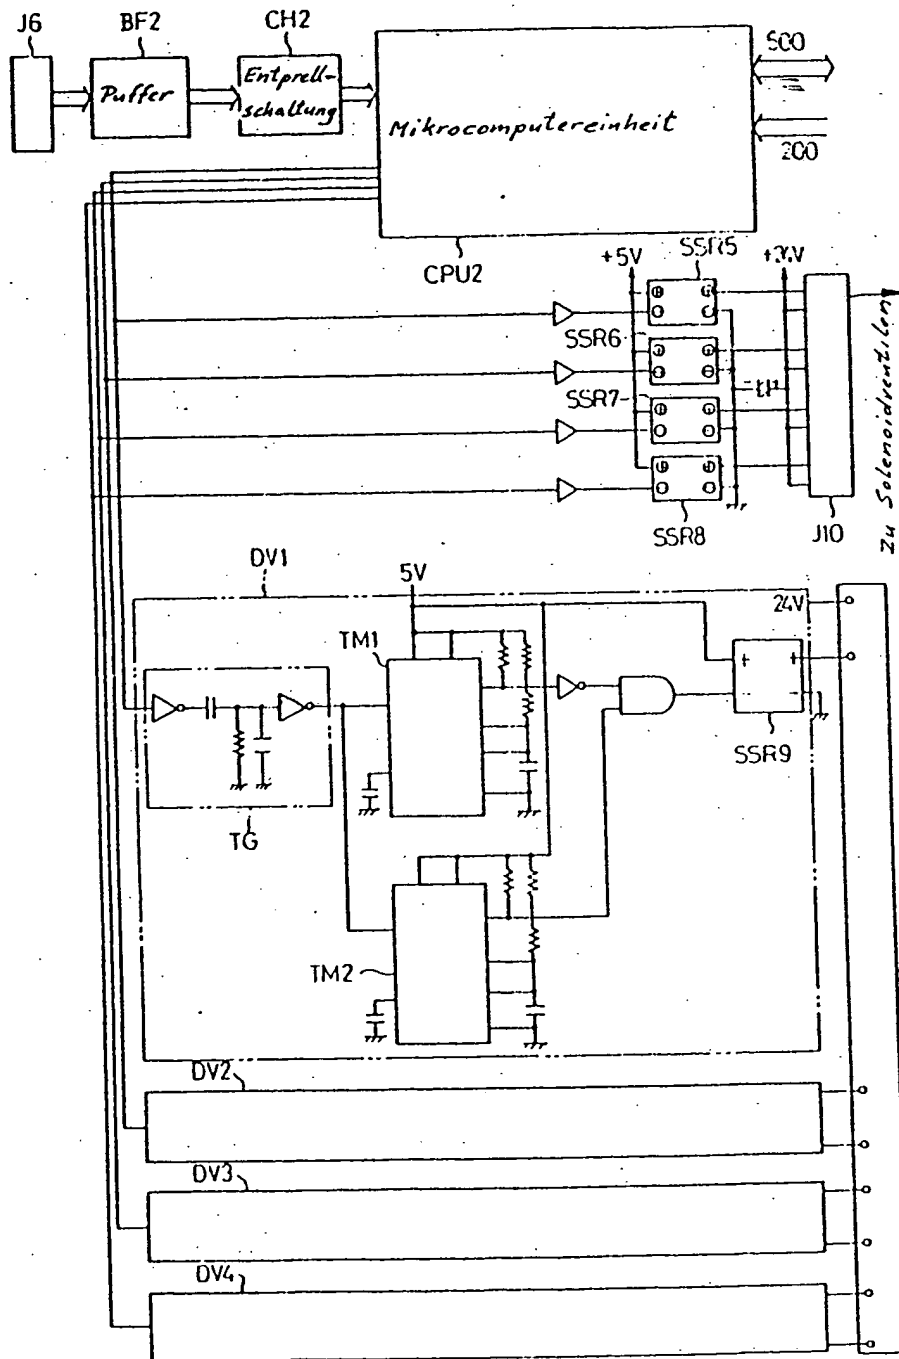 J6
BF2
CH2
Puffer
Entprell-
schaltung
Mikrocomputereinheit
200
CPU2
+5V
SSR5
SSR6
SSR7
SSR8
J10
zu Solenoidventilen
DV1
5V
24V
TM1
SSR9
TG
TM2
DV2
DV3
DV4